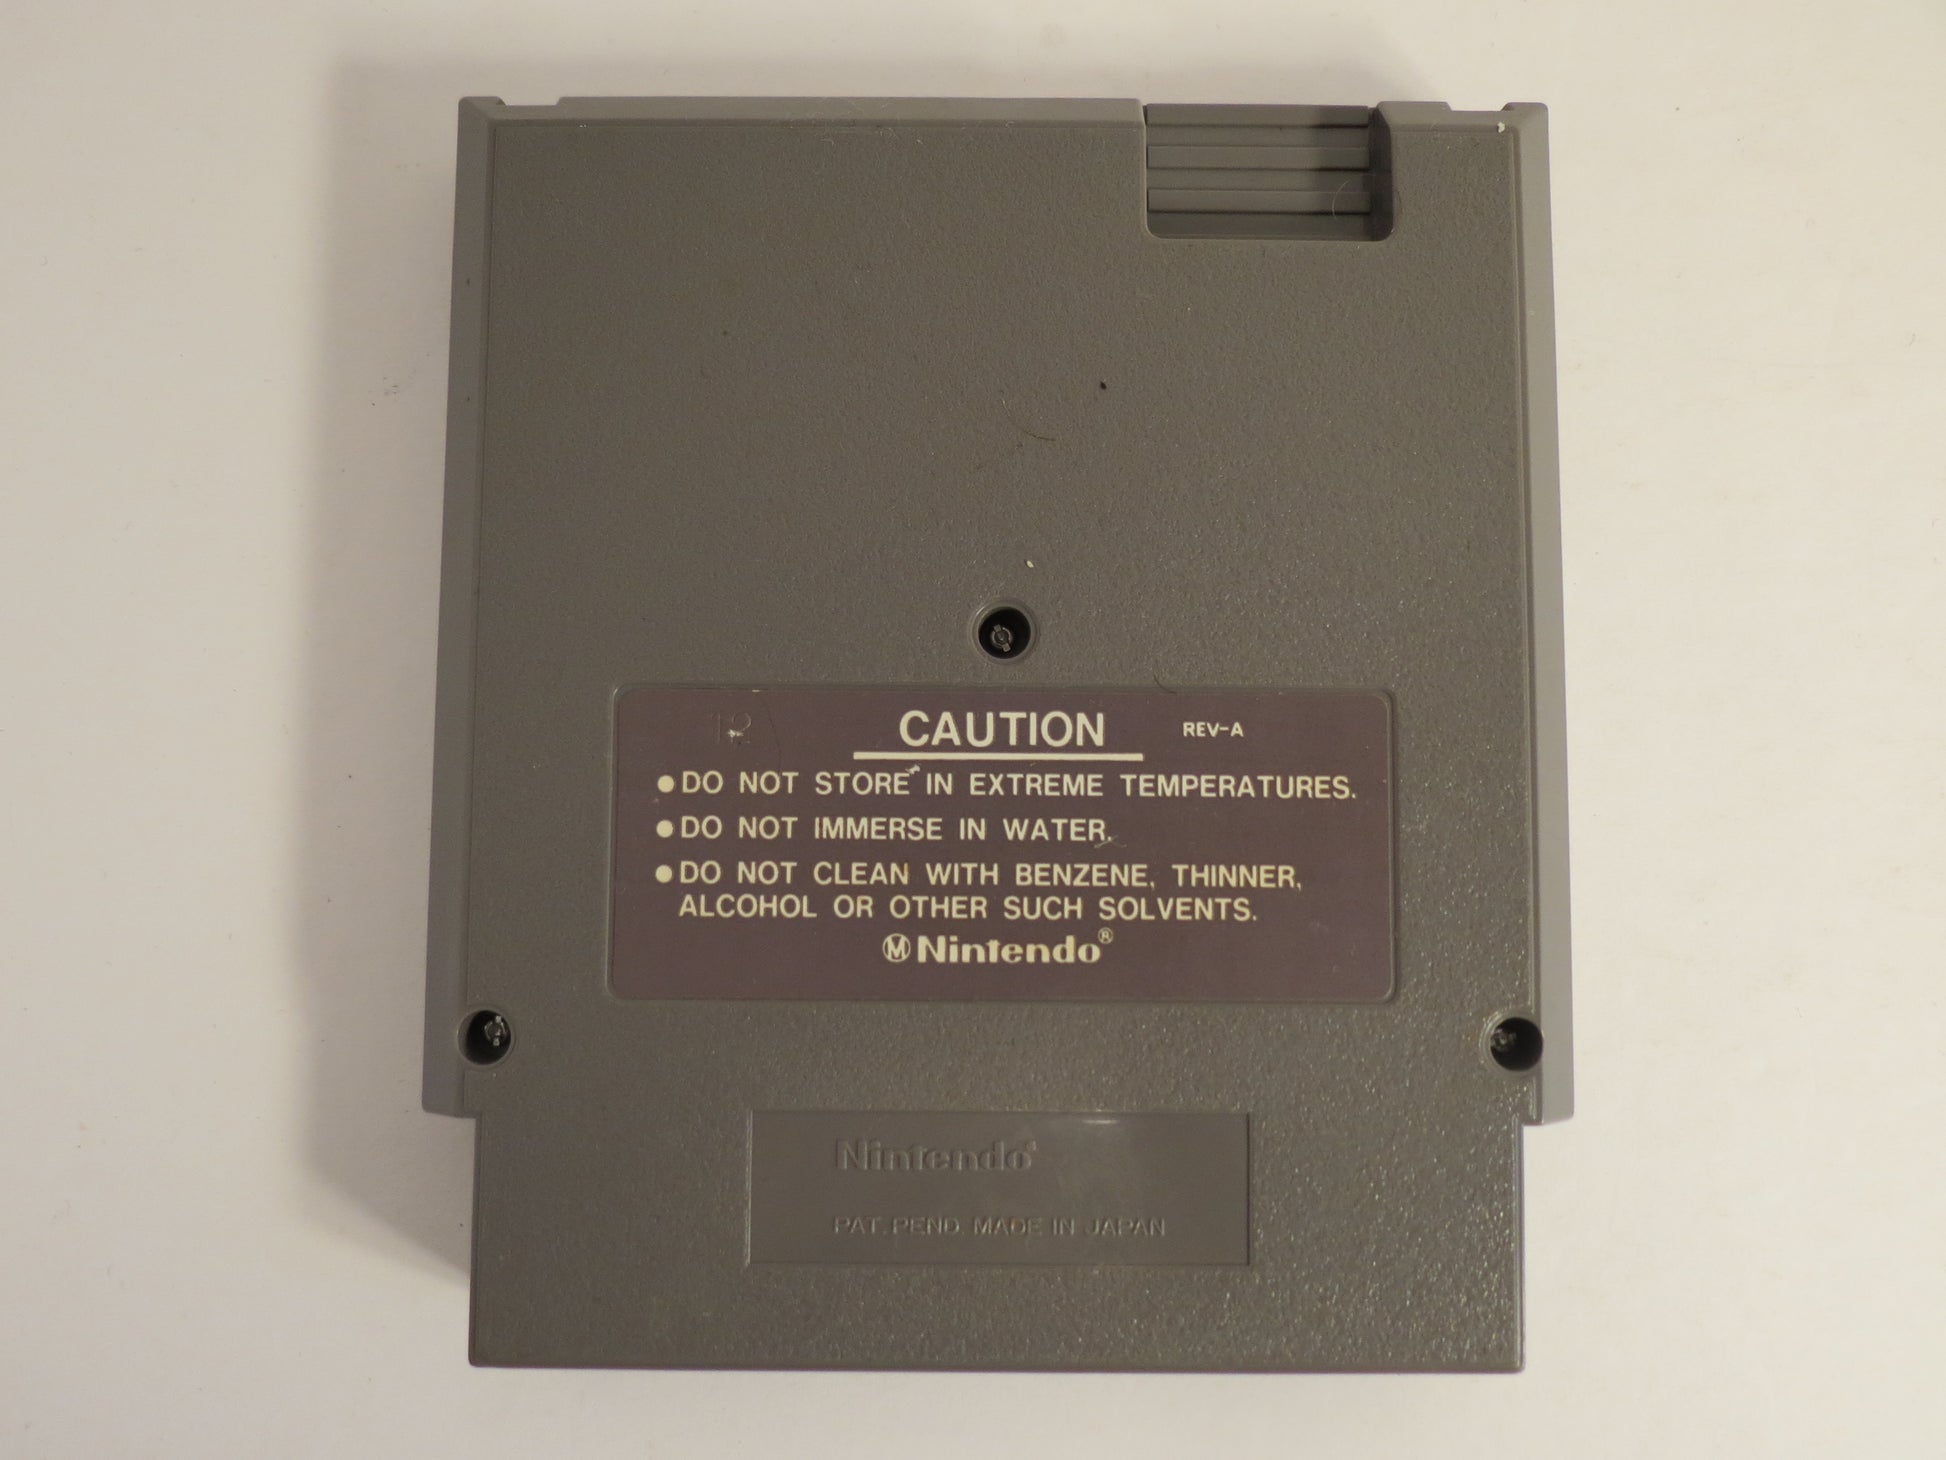 12
CAUTION REV-A
●DO NOT STORE IN EXTREME TEMPERATURES.
●DO NOT IMMERSE IN WATER.
●DO NOT CLEAN WITH BENZENE, THINNER,
ALCOHOL OR OTHER SUCH SOLVENTS.
Ⓜ Nintendo®
Nintendo®
PAT. PEND. MADE IN JAPAN